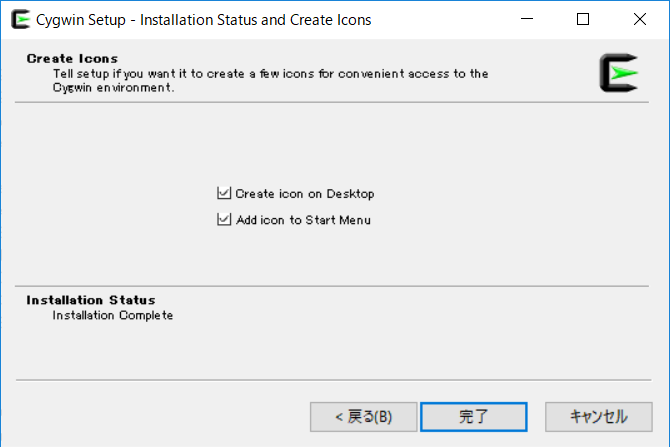 Cygwin Setup - Installation Status and Create Icons
Create Icons
Tell setup if you want it to create a few icons for convenient access to the
Cygwin environment.
Create icon on Desktop
Add icon to Start Menu
Installation Status
Installation Complete
< 戻る(B)
完了
キャンセル